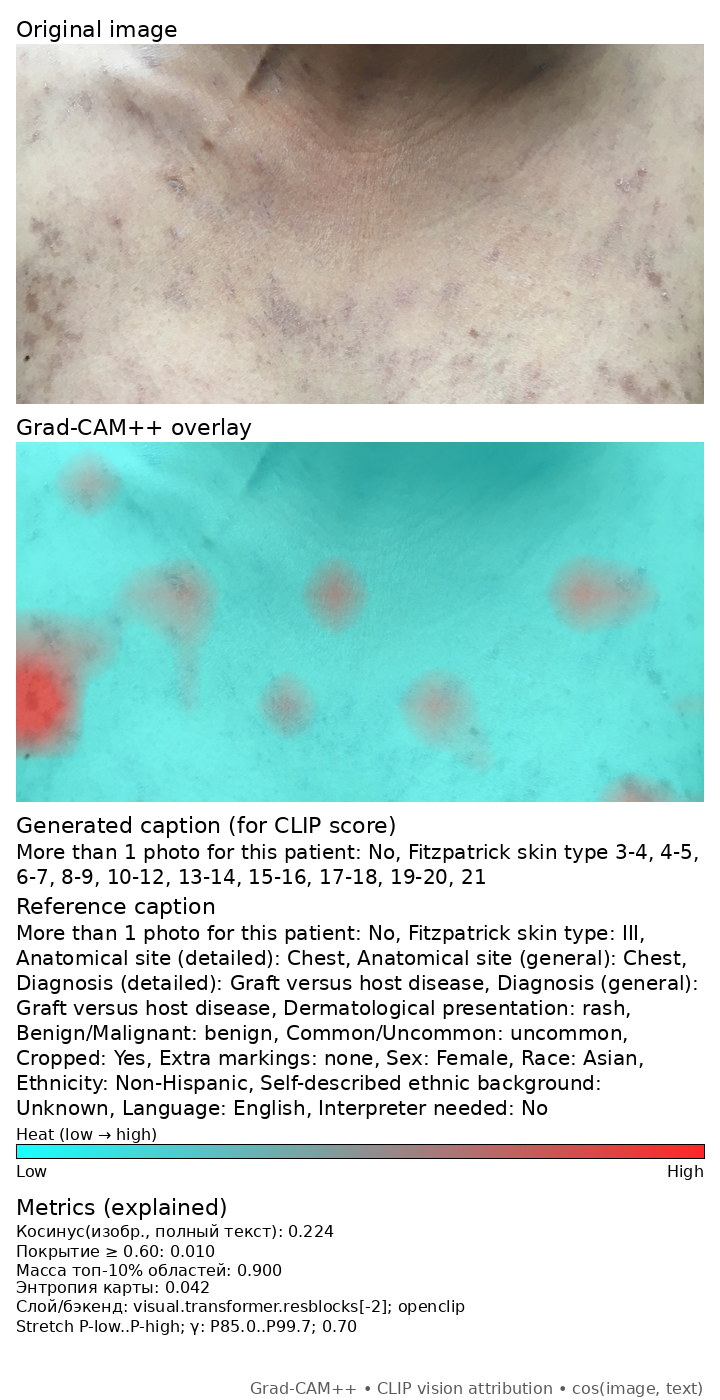 Original image
Grad-CAM++ overlay
Generated caption (for CLIP score)
More than 1 photo for this patient: No, Fitzpatrick skin type 3-4, 4-5,
6-7, 8-9, 10-12, 13-14, 15-16, 17-18, 19-20, 21
Reference caption
More than 1 photo for this patient: No, Fitzpatrick skin type: III,
Anatomical site (detailed): Chest, Anatomical site (general): Chest,
Diagnosis (detailed): Graft versus host disease, Diagnosis (general):
Graft versus host disease, Dermatological presentation: rash,
Benign/Malignant: benign, Common/Uncommon: uncommon,
Cropped: Yes, Extra markings: none, Sex: Female, Race: Asian,
Ethnicity: Non-Hispanic, Self-described ethnic background:
Unknown, Language: English, Interpreter needed: No
Heat (low → high)
Low High
Metrics (explained)
Косинус(изобр., полный текст): 0.224
Покрытие ≥ 0.60: 0.010
Масса топ-10% областей: 0.900
Энтропия карты: 0.042
Слой/бэкенд: visual.transformer.resblocks[-2]; openclip
Stretch P-low..P-high; γ: P85.0..P99.7; 0.70
Grad-CAM++ • CLIP vision attribution • cos(image, text)